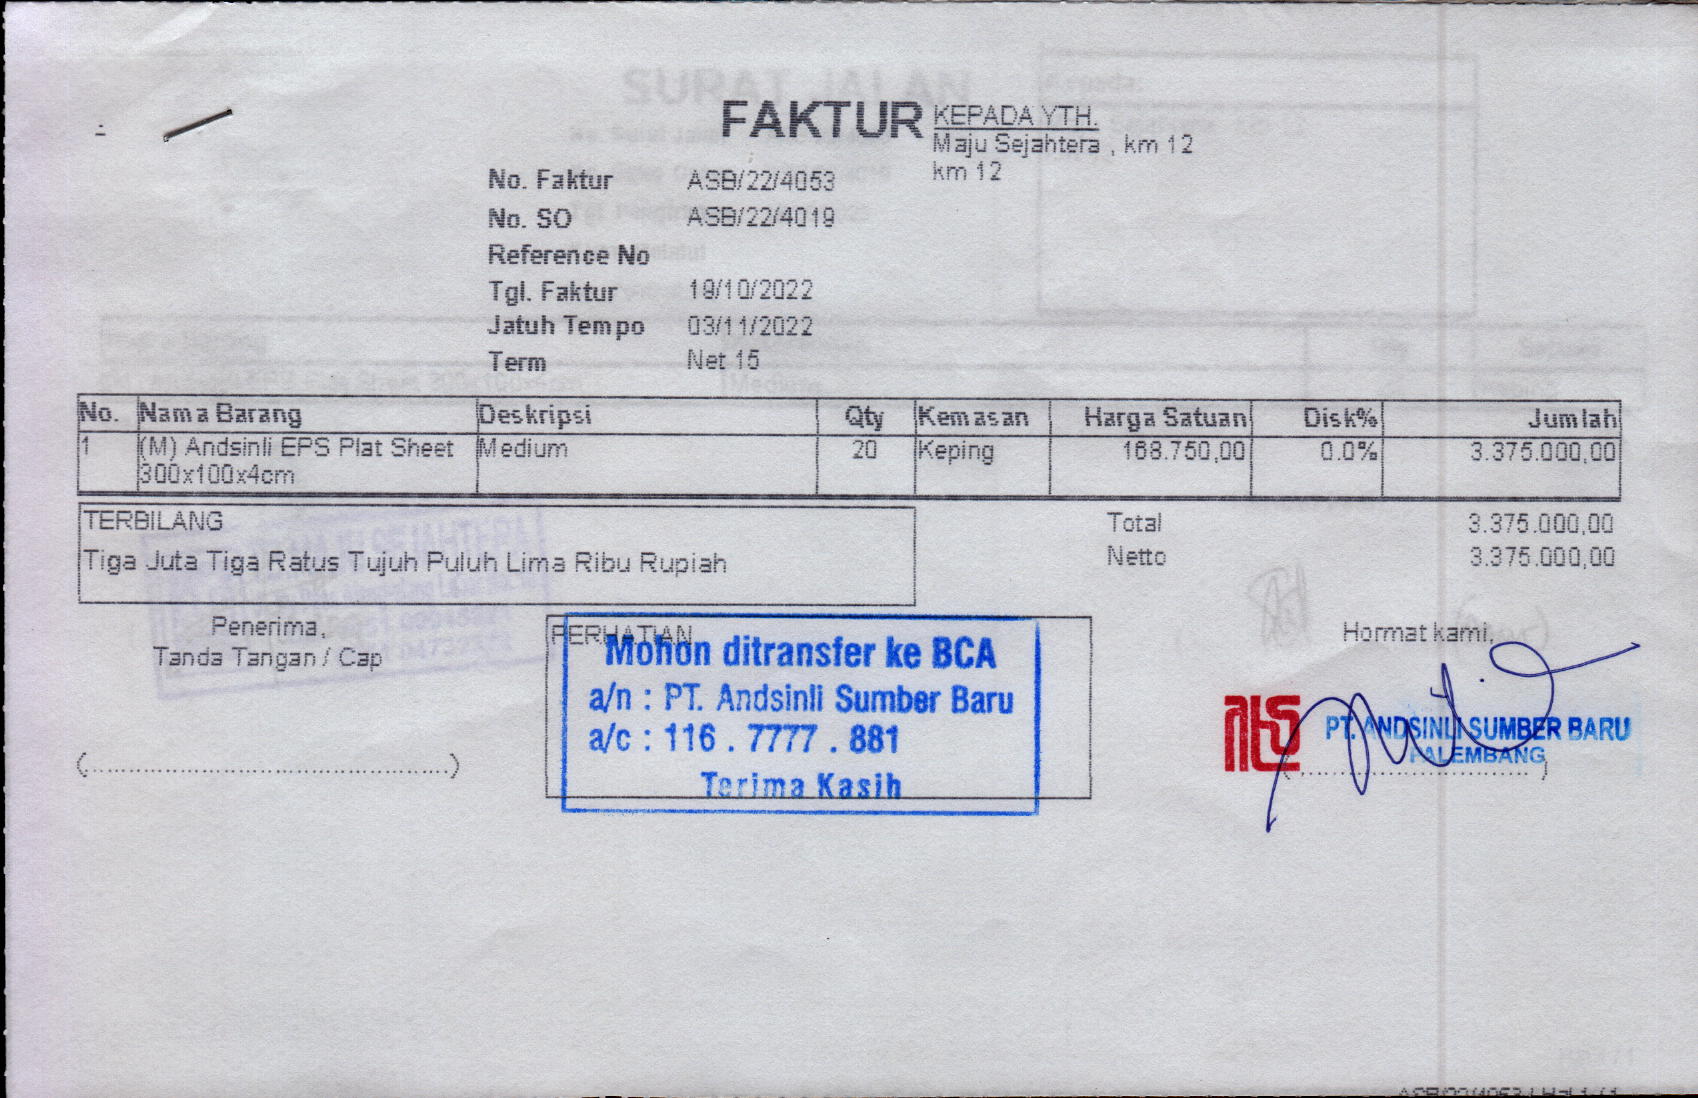 FAKTUR
KEPADA YTH.
Maju Sejahtera , km 12
km 12
No. Faktur ASB/22/4053
No. SO ASB/22/4019
Reference No
Tgl. Faktur 19/10/2022
Jatuh Tempo 03/11/2022
Term Net 15
No. Nama Barang Deskripsi Qty Kemasan Harga Satuan Disk% Jumlah
1 (M) Andsinli EPS Plat Sheet Medium 20 Keping 168.750,00 0.0% 3.375.000,00
300x100x4cm
TERBILANG
Tiga Juta Tiga Ratus Tujuh Puluh Lima Ribu Rupiah
Total 3.375.000,00
Netto 3.375.000,00
Penerima,
Tanda Tangan / Cap
(................................................)
PERHATIAN
Mohon ditransfer ke BCA
a/n : PT. Andsinli Sumber Baru
a/c : 116 . 7777 . 881
Terima Kasih
Hormat kami,
PT. ANDSINLI SUMBER BARU
PALEMBANG
SURAT JALAN